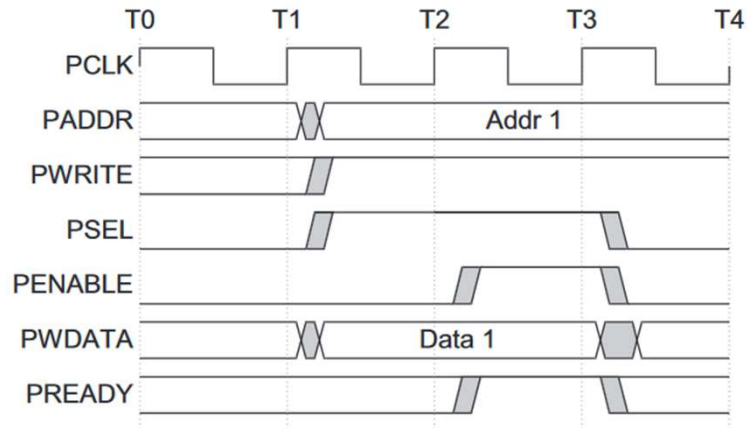 T0 T1 T2 T3 T4
PCLK
PADDR Addr 1
PWRITE
PSEL
PENABLE
PWDATA Data 1
PREADY